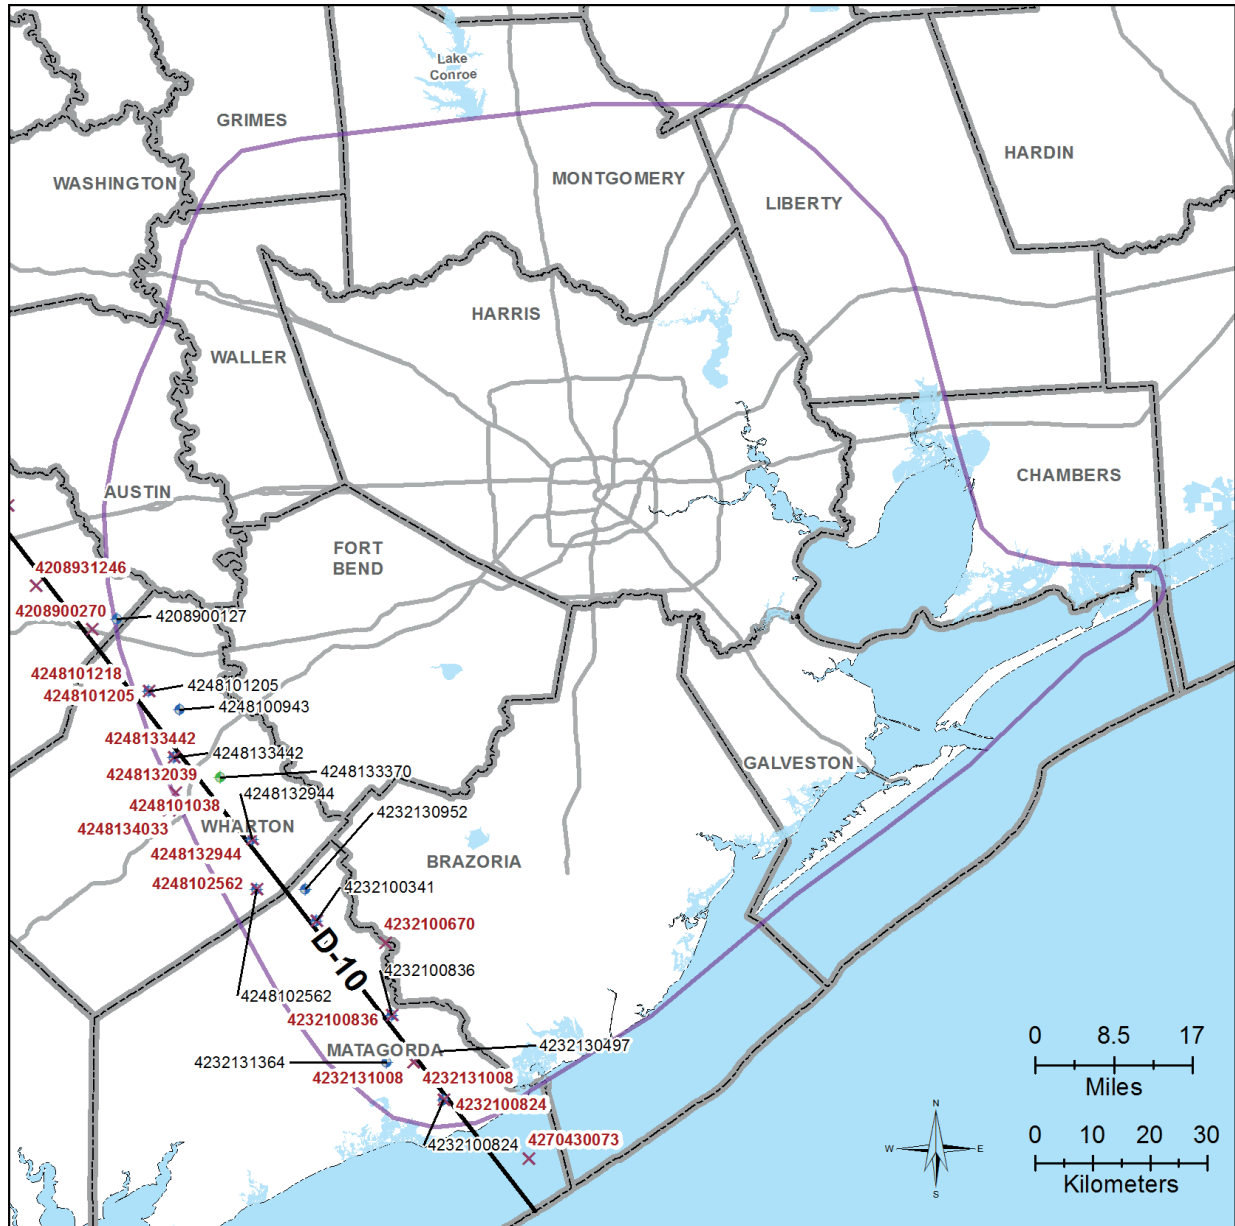 Lake
Conroe
GRIMES
HARDIN
WASHINGTON
MONTGOMERY
LIBERTY
HARRIS
WALLER
CHAMBERS
AUSTIN
FORT
BEND
4208931246
4208900270
4208900127
4248101218
4248101205
4248101205
4248100943
4248133442
4248133442
GALVESTON
4248132039
4248133370
4248132944
4248101038
4232130952
4248134033
WHARTON
4248132944
BRAZORIA
4248102562
4232100341
4232100670
D-10
4232100836
4248102562
4232100836
4232130497
MATAGORDA
4232131364
4232131008
4232131008
4232100824
4232100824
4270430073
0 8.5 17
Miles
N
W E
S
0 10 20 30
Kilometers